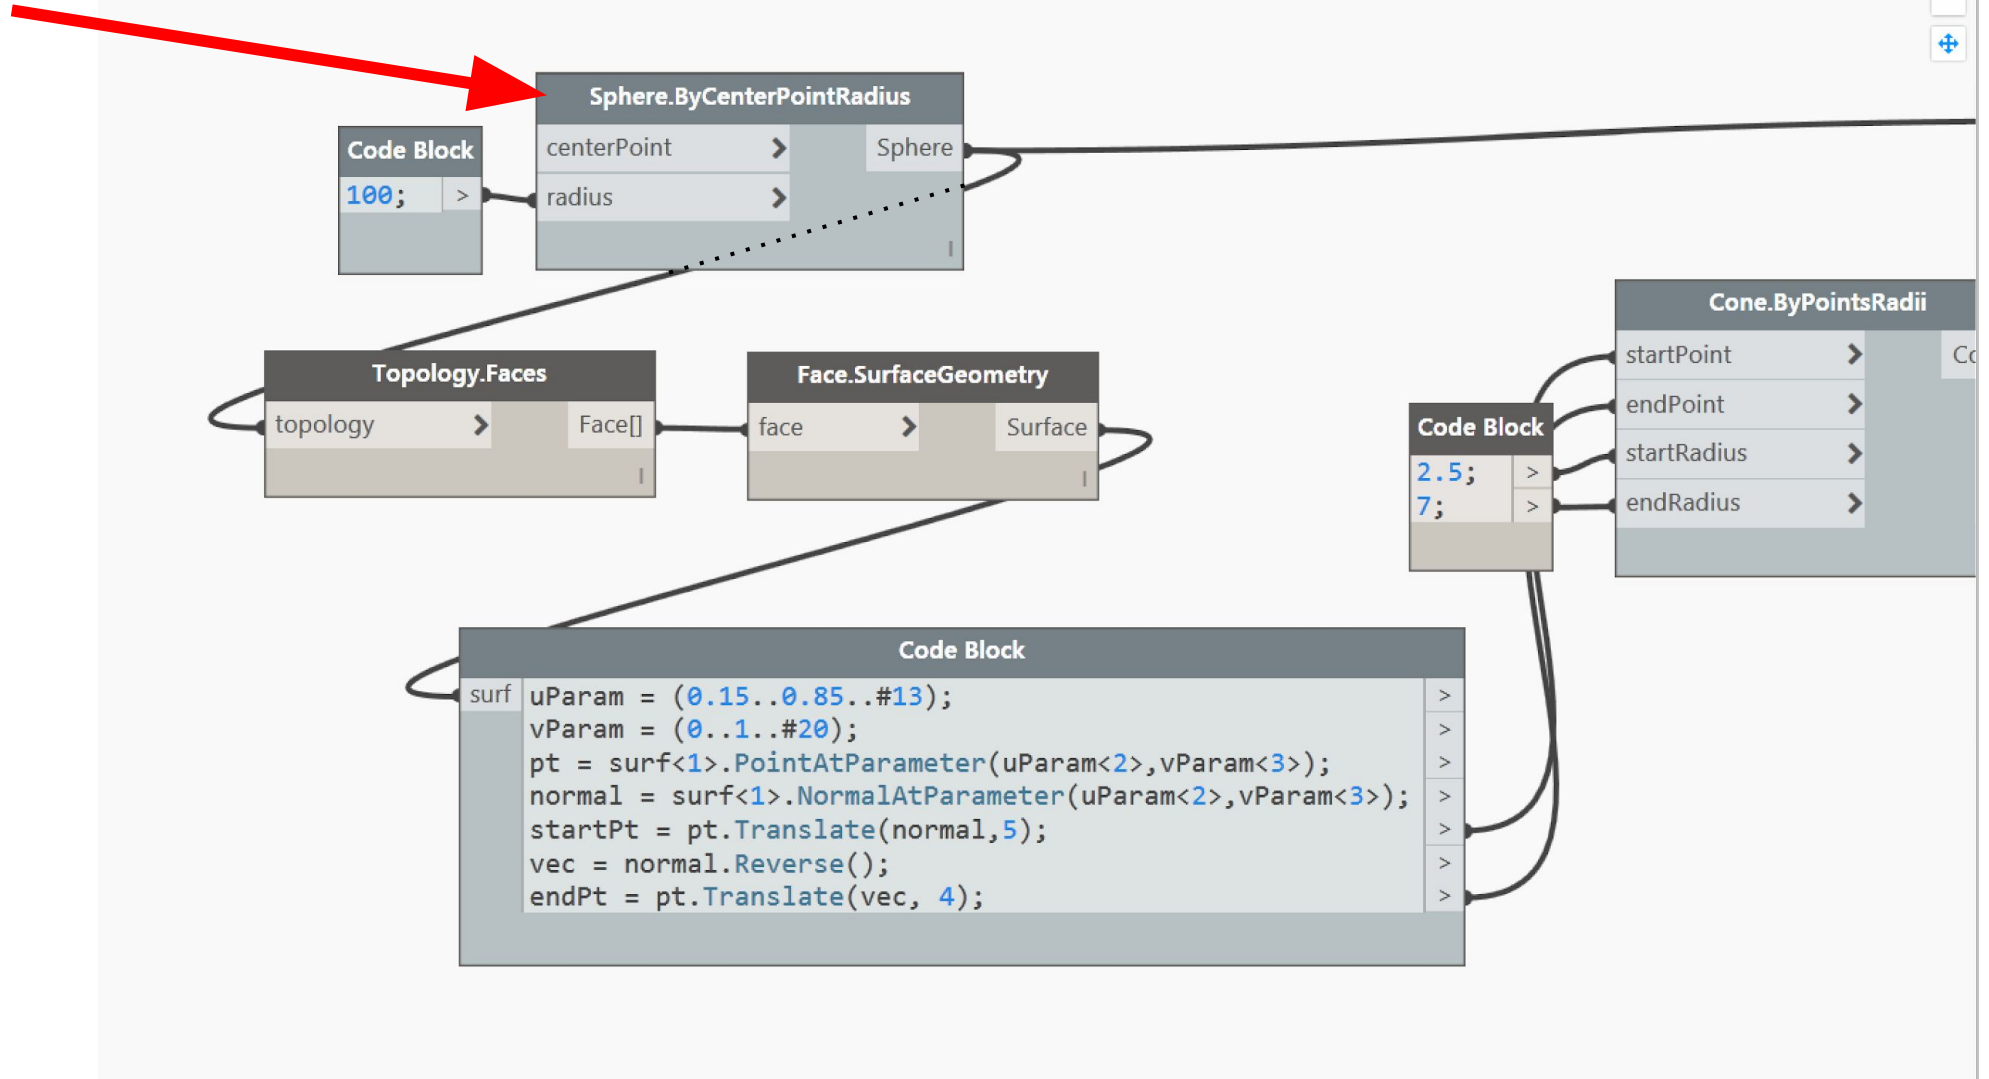 Sphere.ByCenterPointRadius
centerPoint
Sphere
radius
Code Block
100;
>
Topology.Faces
topology
Face[]
Face.SurfaceGeometry
face
Surface
Cone.ByPointsRadii
startPoint
Co
endPoint
startRadius
endRadius
Code Block
2.5; >
7; >
Code Block
surf
uParam = (0.15..0.85..#13); >
vParam = (0..1..#20); >
pt = surf<1>.PointAtParameter(uParam<2>,vParam<3>); >
normal = surf<1>.NormalAtParameter(uParam<2>,vParam<3>); >
startPt = pt.Translate(normal,5); >
vec = normal.Reverse(); >
endPt = pt.Translate(vec, 4); >